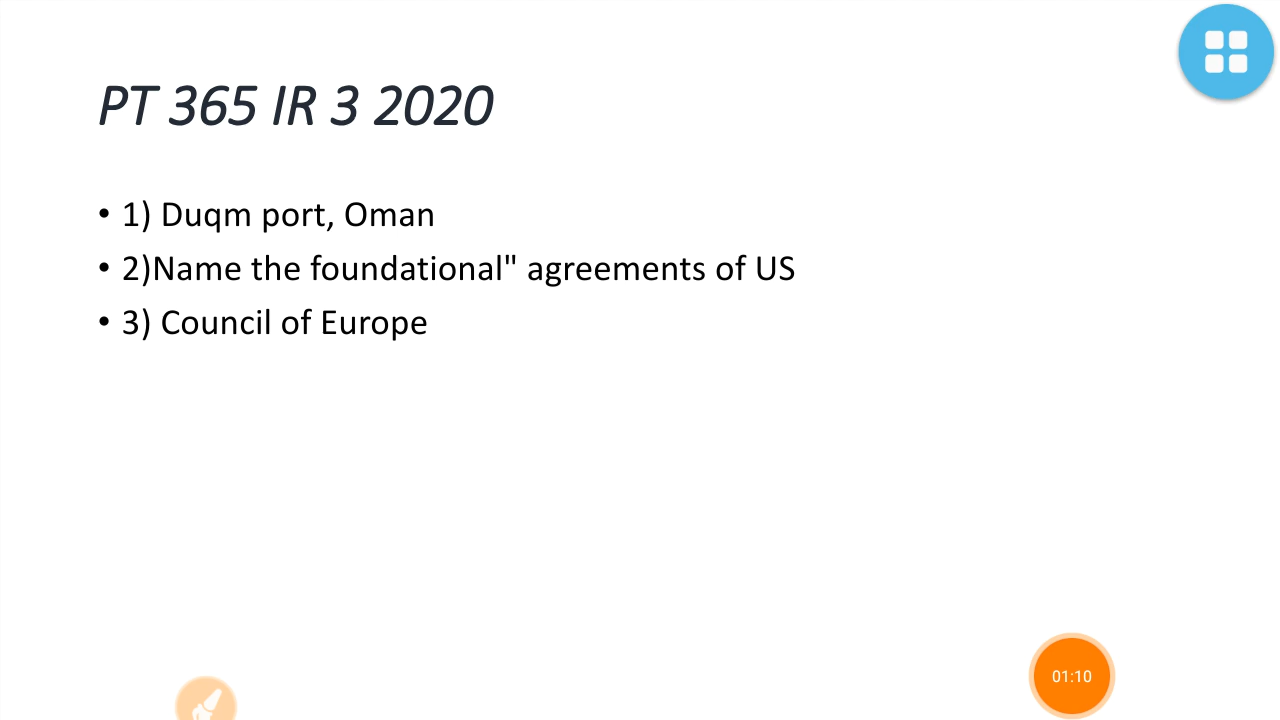 PT 365 IR 3 2020
• 1) Duqm port, Oman
• 2)Name the foundational" agreements of US
• 3) Council of Europe
01:10